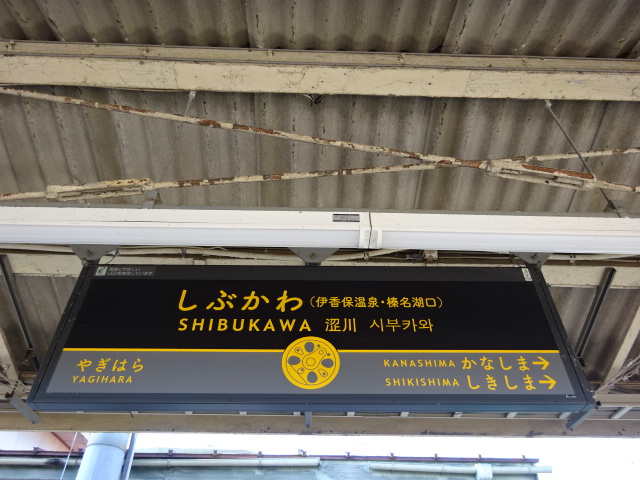 しぶかわ（伊香保温泉・榛名湖口）
SHIBUKAWA 涩川 시부카와
やぎはら
YAGIHARA
KANASHIMA かなしま→
SHIKISHIMA しきしま→